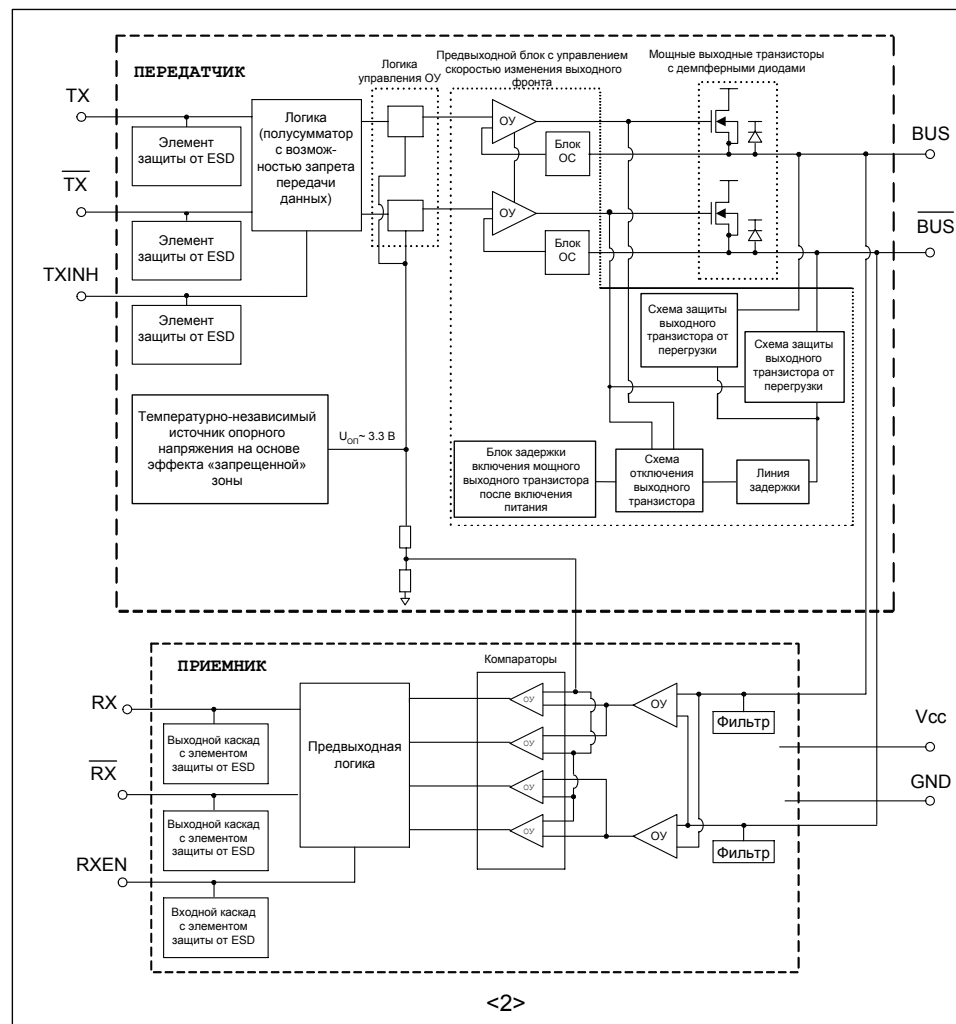 ПЕРЕДАТЧИК
Логика
управления ОУ
Предвыходной блок с управлением
скоростью изменения выходного
фронта
Мощные выходные транзисторы
с демпферными диодами
TX
Элемент
защиты от ESD
TX
Элемент
защиты от ESD
TXINH
Элемент
защиты от ESD
Логика
(полусумматор
с возмож-
ностью запрета
передачи
данных)
ОУ
Блок
ОС
ОУ
Блок
ОС
BUS
BUS
Схема защиты
выходного
транзистора от
перегрузки
Схема защиты
выходного
транзистора от
перегрузки
Температурно-независимый
источник опорного
напряжения на основе
эффекта «запрещенной»
зоны
UОП~ 3.3 В
Блок задержки
включения мощного
выходного транзистора
после включения
питания
Схема
отключения
выходного
транзистора
Линия
задержки
ПРИЕМНИК
Компараторы
RX
Выходной каскад
с элементом
защиты от ESD
RX
Выходной каскад
с элементом
защиты от ESD
RXEN
Входной каскад
с элементом
защиты от ESD
Предвыходная
логика
ОУ
ОУ
ОУ
ОУ
ОУ
ОУ
Фильтр
Фильтр
Vcc
GND
<2>